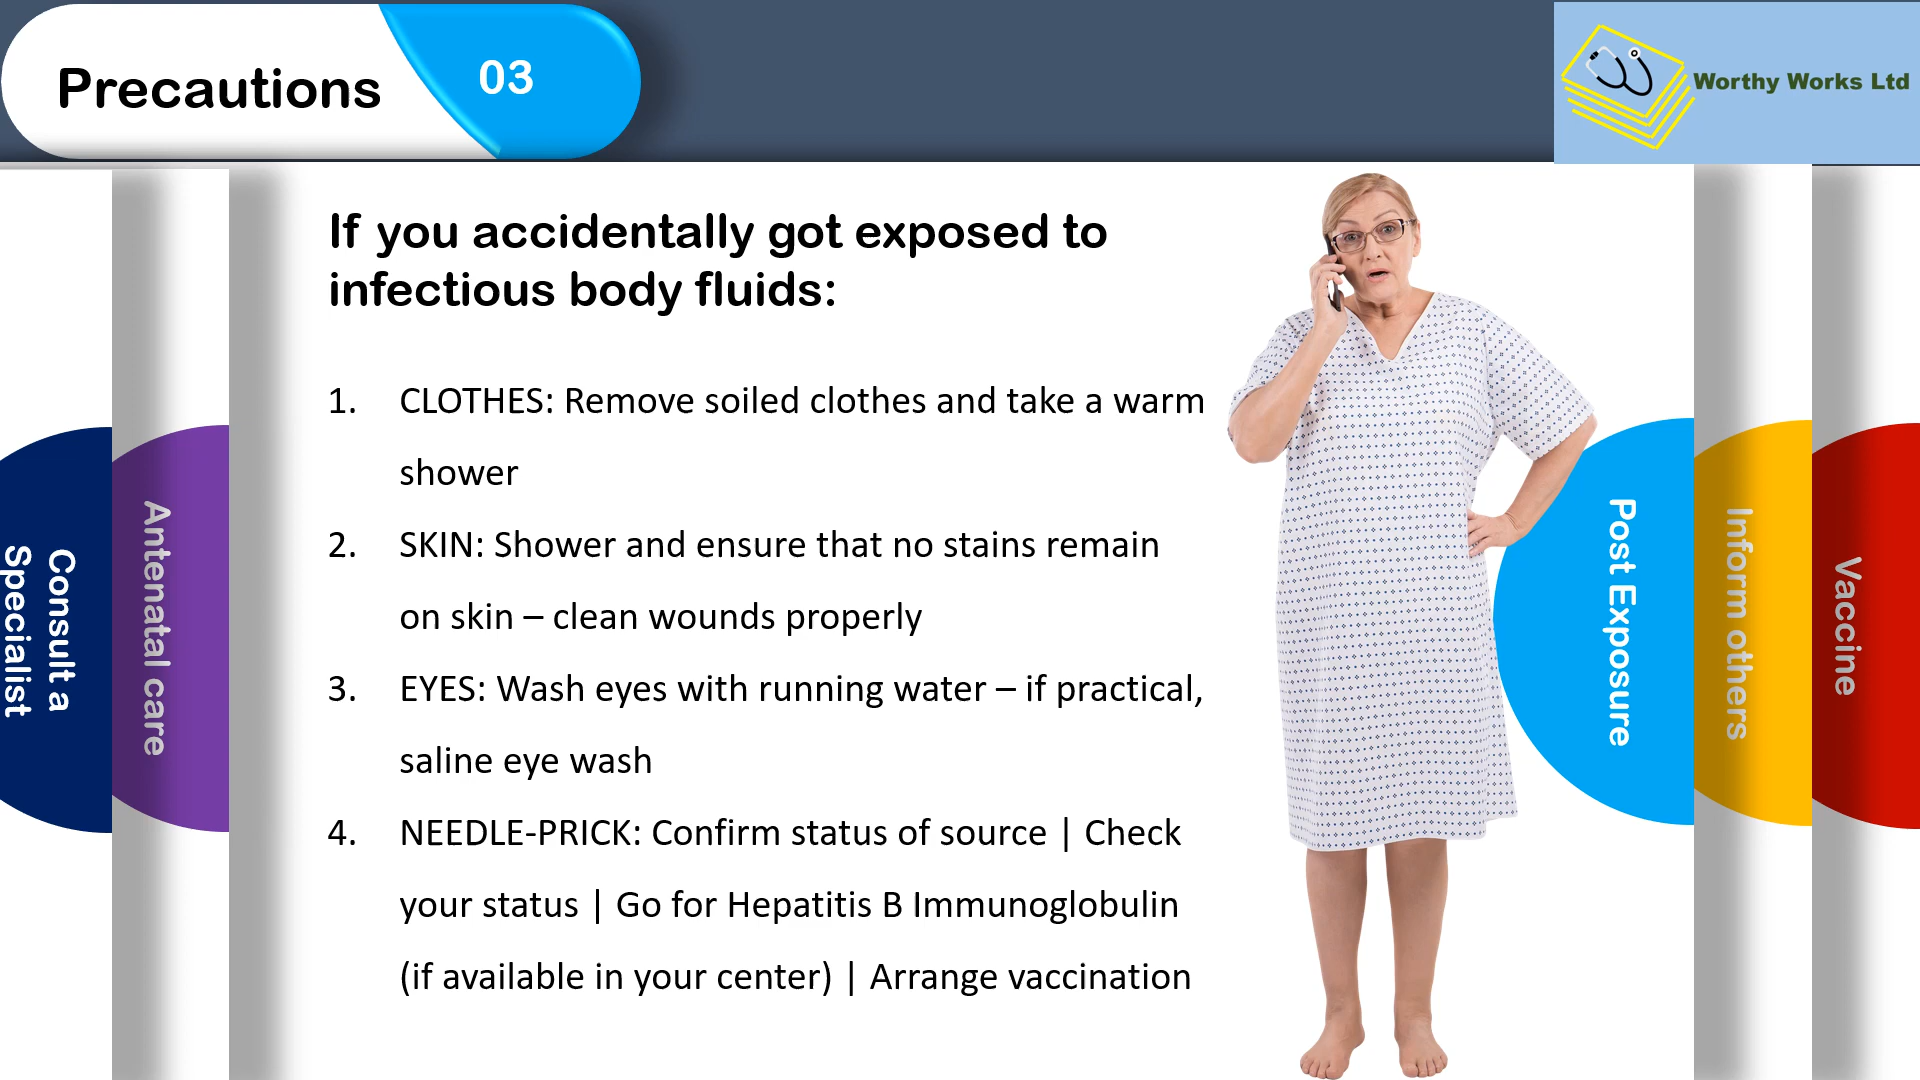 Precautions
03
Worthy Works Ltd
If you accidentally got exposed to
infectious body fluids:
1. CLOTHES: Remove soiled clothes and take a warm
shower
2. SKIN: Shower and ensure that no stains remain
on skin – clean wounds properly
3. EYES: Wash eyes with running water – if practical,
saline eye wash
4. NEEDLE-PRICK: Confirm status of source | Check
your status | Go for Hepatitis B Immunoglobulin
(if available in your center) | Arrange vaccination
Consult a
Specialist
Antenatal care
Post Exposure
Inform others
Vaccine